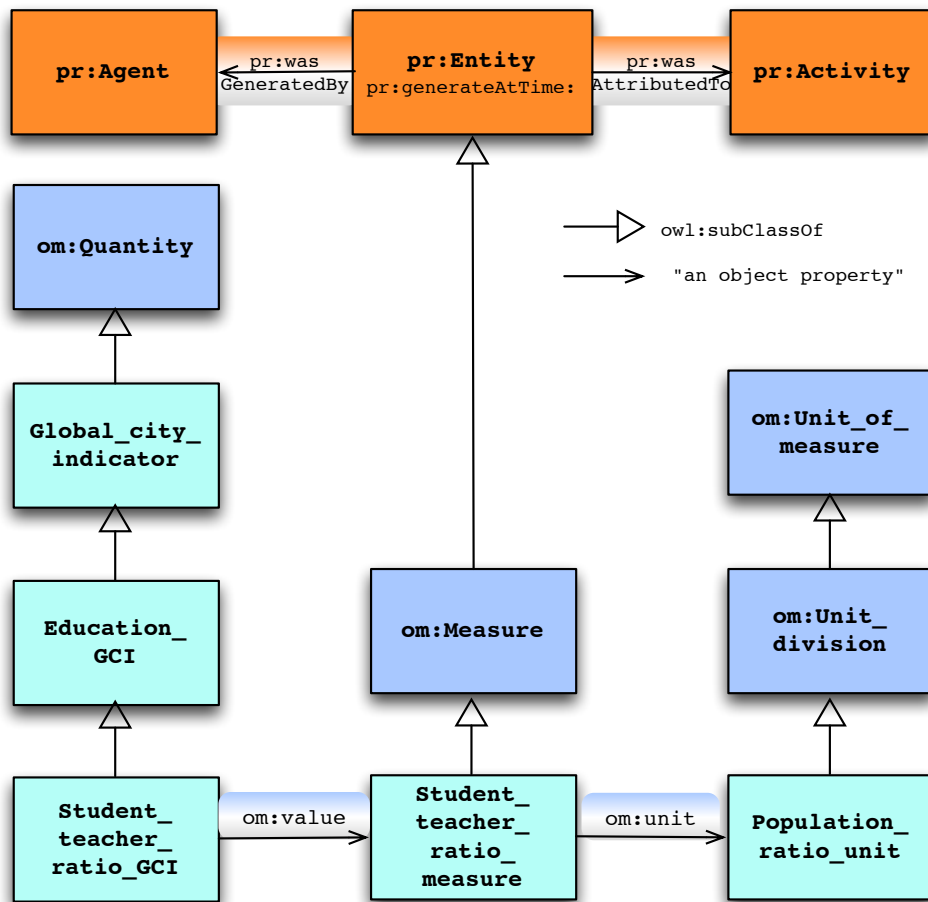 pr:Agent
pr:was
GeneratedBy
pr:Entity
pr:generateAtTime:
pr:was
AttributedTo
pr:Activity
om:Quantity
owl:subClassOf
"an object property"
Global_city_
indicator
om:Unit_of_
measure
Education_
GCI
om:Measure
om:Unit_
division
Student_
teacher_
ratio_GCI
om:value
Student_
teacher_
ratio_
measure
om:unit
Population_
ratio_unit